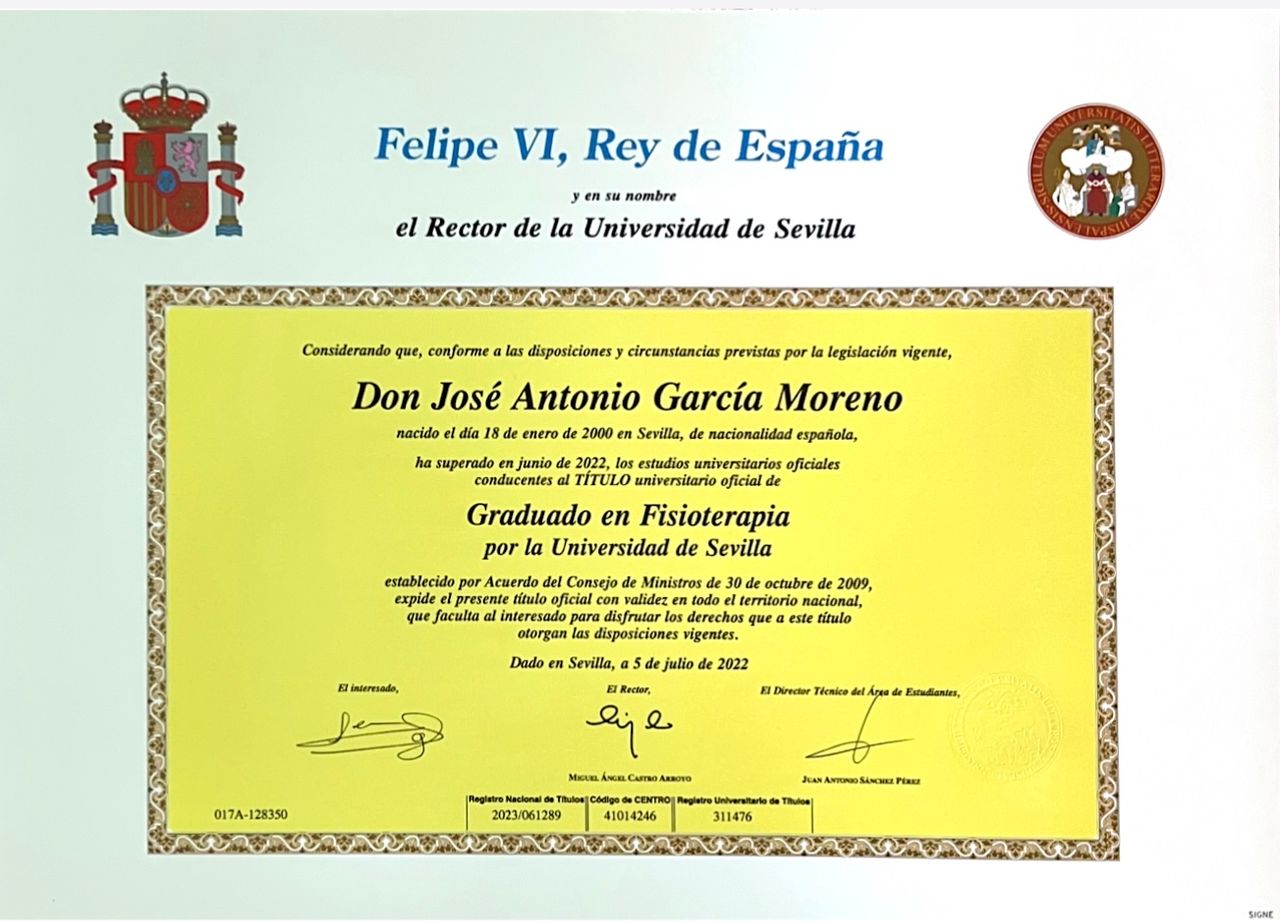 Felipe VI, Rey de España
y en su nombre
el Rector de la Universidad de Sevilla
SIGILLUM UNIVERSITATIS LITTERARIAE HISPALENSIS
Considerando que, conforme a las disposiciones y circunstancias previstas por la legislación vigente,
Don José Antonio García Moreno
nacido el día 18 de enero de 2000 en Sevilla, de nacionalidad española,
ha superado en junio de 2022, los estudios universitarios oficiales
conducentes al TÍTULO universitario oficial de
Graduado en Fisioterapia
por la Universidad de Sevilla
establecido por Acuerdo del Consejo de Ministros de 30 de octubre de 2009,
expide el presente título oficial con validez en todo el territorio nacional,
que faculta al interesado para disfrutar los derechos que a este título
otorgan las disposiciones vigentes.
Dado en Sevilla, a 5 de julio de 2022
El interesado, El Rector, El Director Técnico del Área de Estudiantes,
MIGUEL ÁNGEL CASTRO ARROYO JUAN ANTONIO SÁNCHEZ PÉREZ
Registro Nacional de Títulos Código de CENTRO Registro Universitario de Títulos
017A-128350 2023/061289 41014246 311476
SIGNE